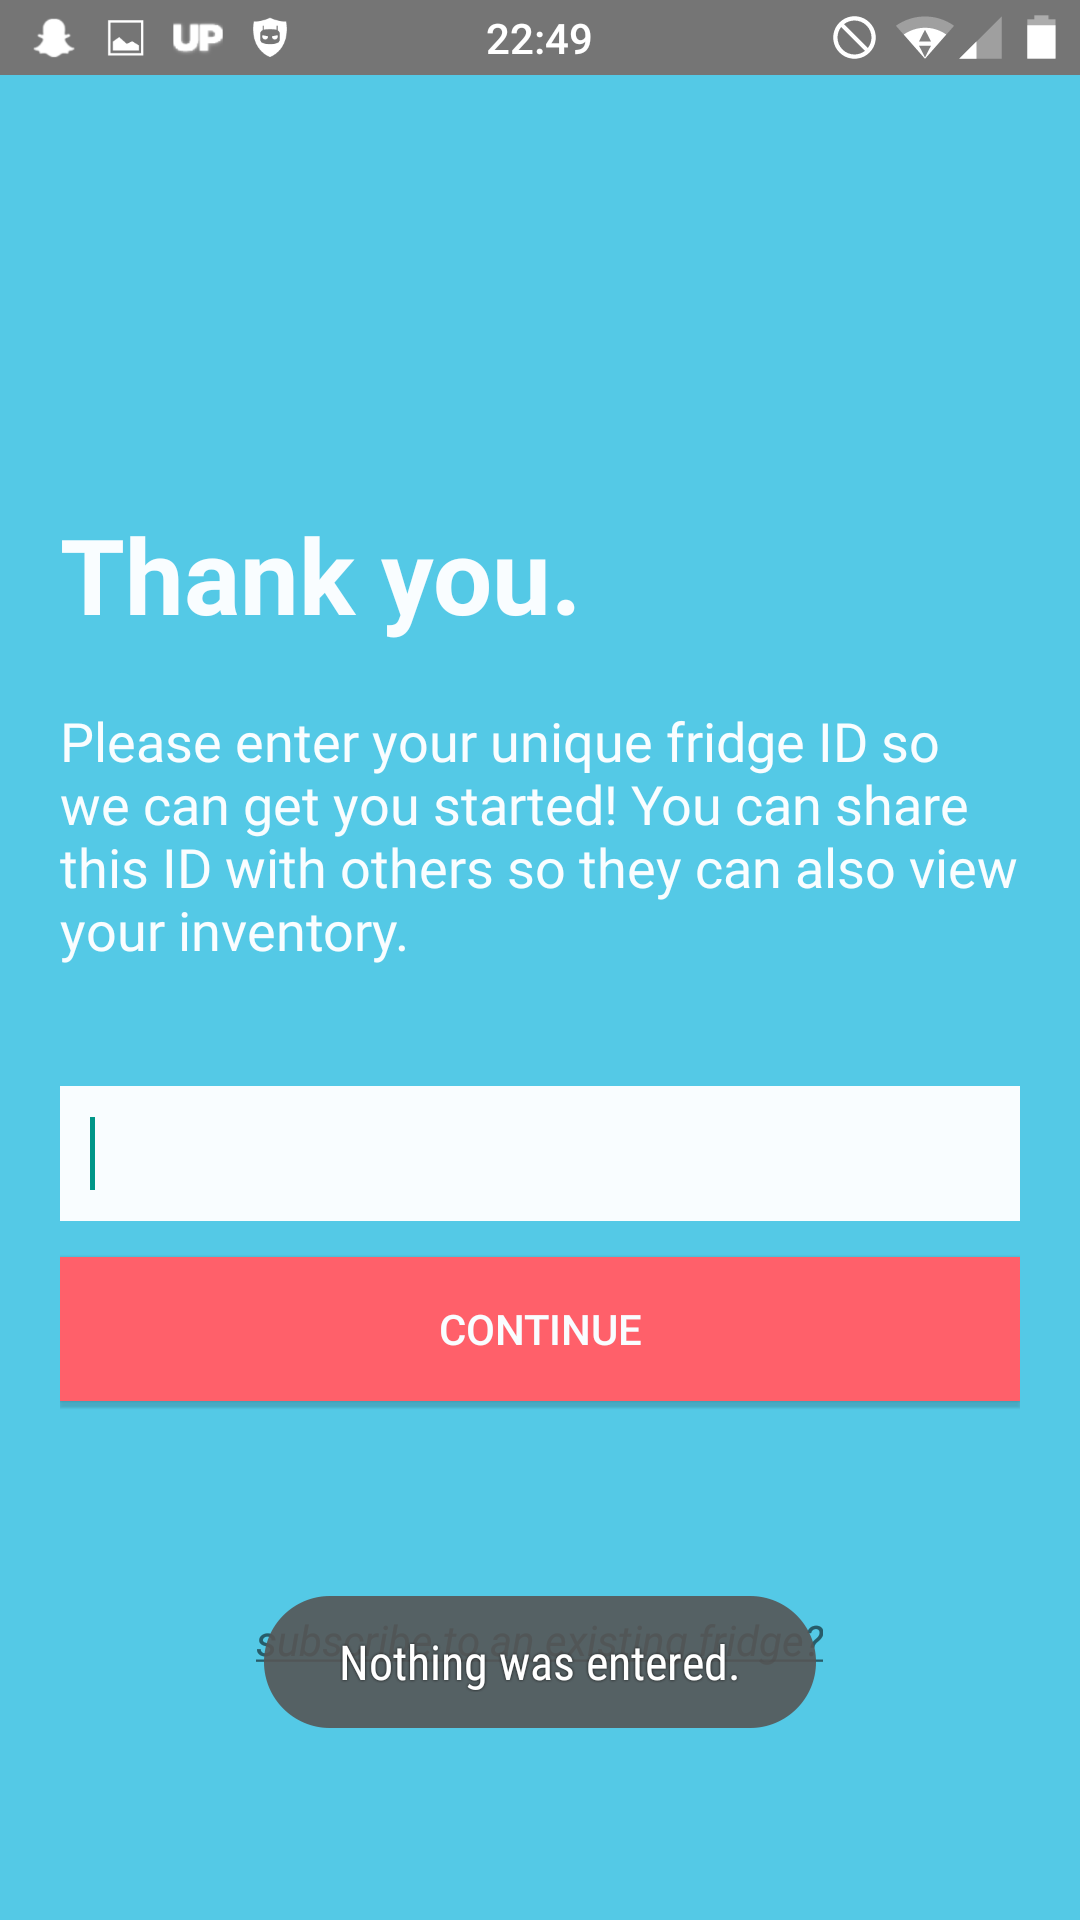 UP 22:49
Thank you.
Please enter your unique fridge ID so
we can get you started! You can share
this ID with others so they can also view
your inventory.
CONTINUE
subscribe to an existing fridge?
Nothing was entered.